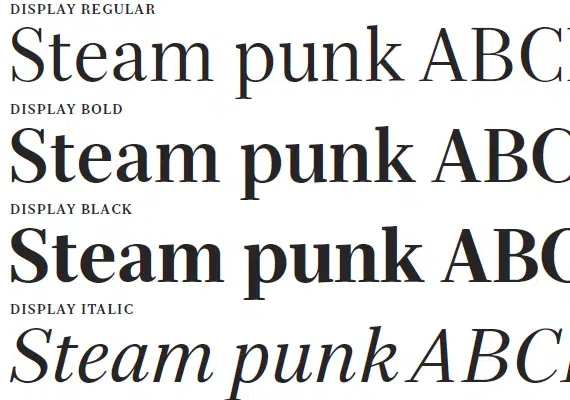 DISPLAY REGULAR
Steam punk ABC
DISPLAY BOLD
Steam punk ABC
DISPLAY BLACK
Steam punk ABC
DISPLAY ITALIC
Steam punk ABC